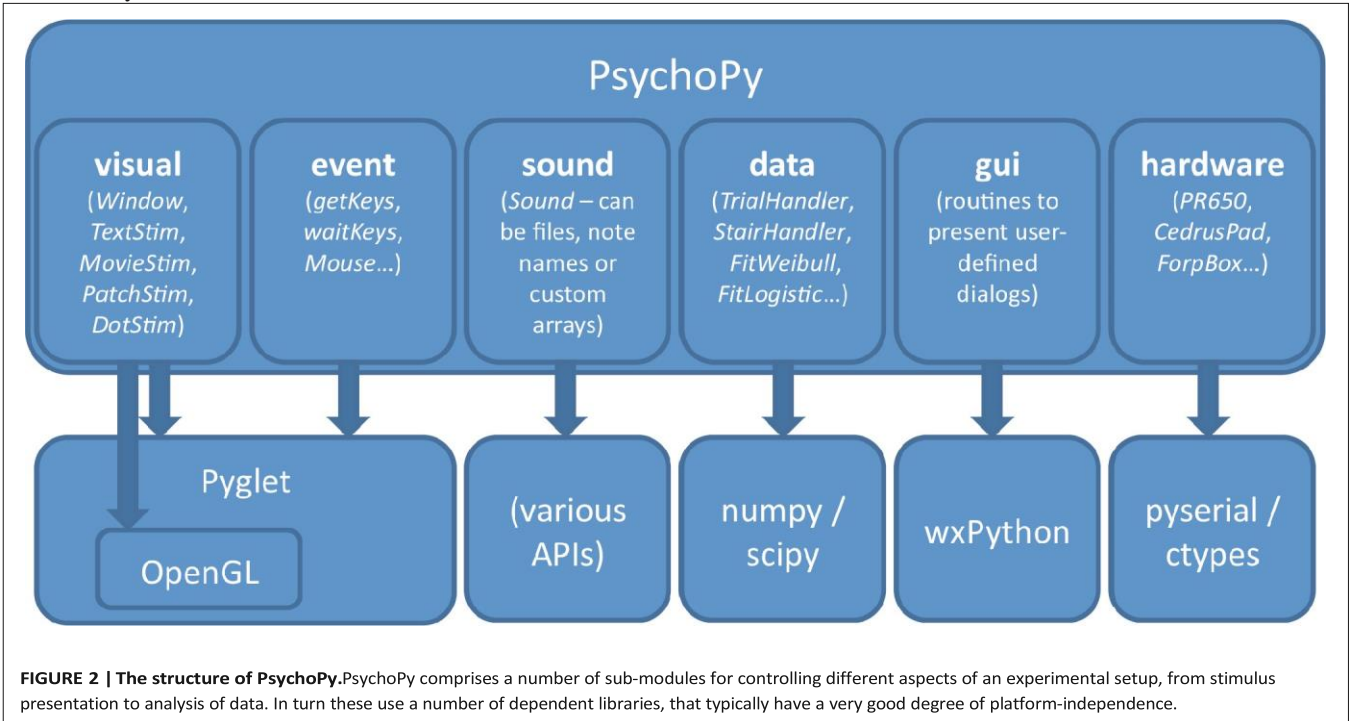 PsychoPy
visual
(Window,
TextStim,
MovieStim,
PatchStim,
DotStim)
event
(getKeys,
waitKeys,
Mouse...)
sound
(Sound – can
be files, note
names or
custom
arrays)
data
(TrialHandler,
StairHandler,
FitWeibull,
FitLogistic...)
gui
(routines to
present user-
defined
dialogs)
hardware
(PR650,
CedrusPad,
ForpBox...)
Pyglet
OpenGL
(various
APIs)
numpy /
scipy
wxPython
pyserial /
ctypes
FIGURE 2 | The structure of PsychoPy.PsychoPy comprises a number of sub-modules for controlling different aspects of an experimental setup, from stimulus
presentation to analysis of data. In turn these use a number of dependent libraries, that typically have a very good degree of platform-independence.